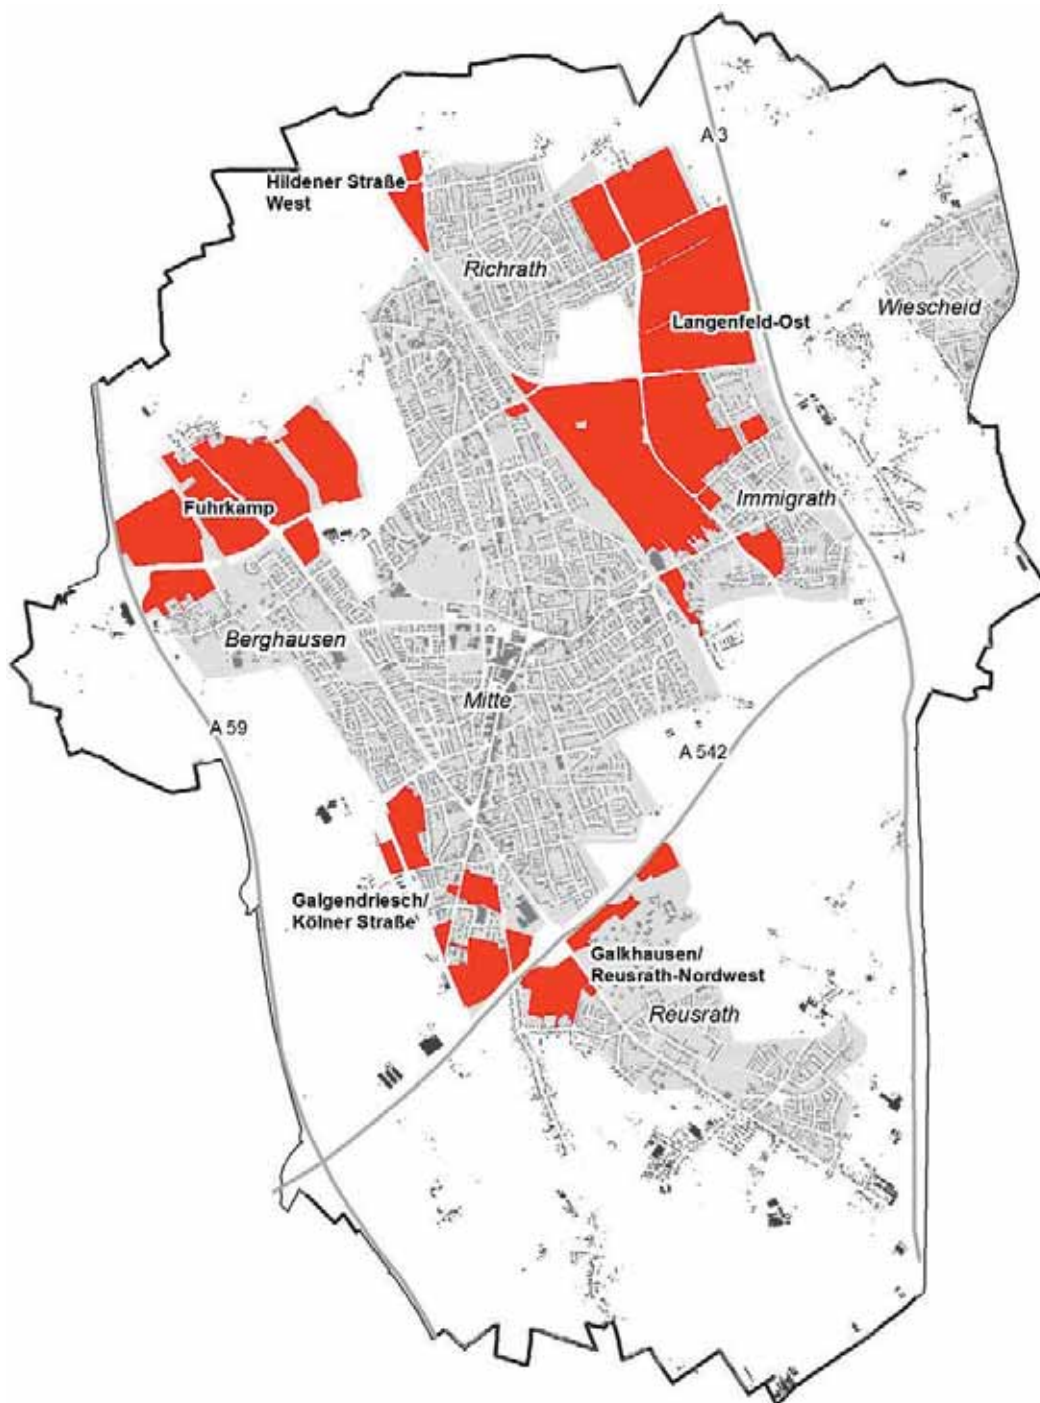 A 3
Hildener Straße
West
Richrath
Wiescheid
Langenfeld-Ost
Immigrath
Fuhrkamp
Berghausen
Mitte
A 59
A 542
Galgendriesch/
Kölner Straße
Galkhausen/
Reusrath-Nordwest
Reusrath